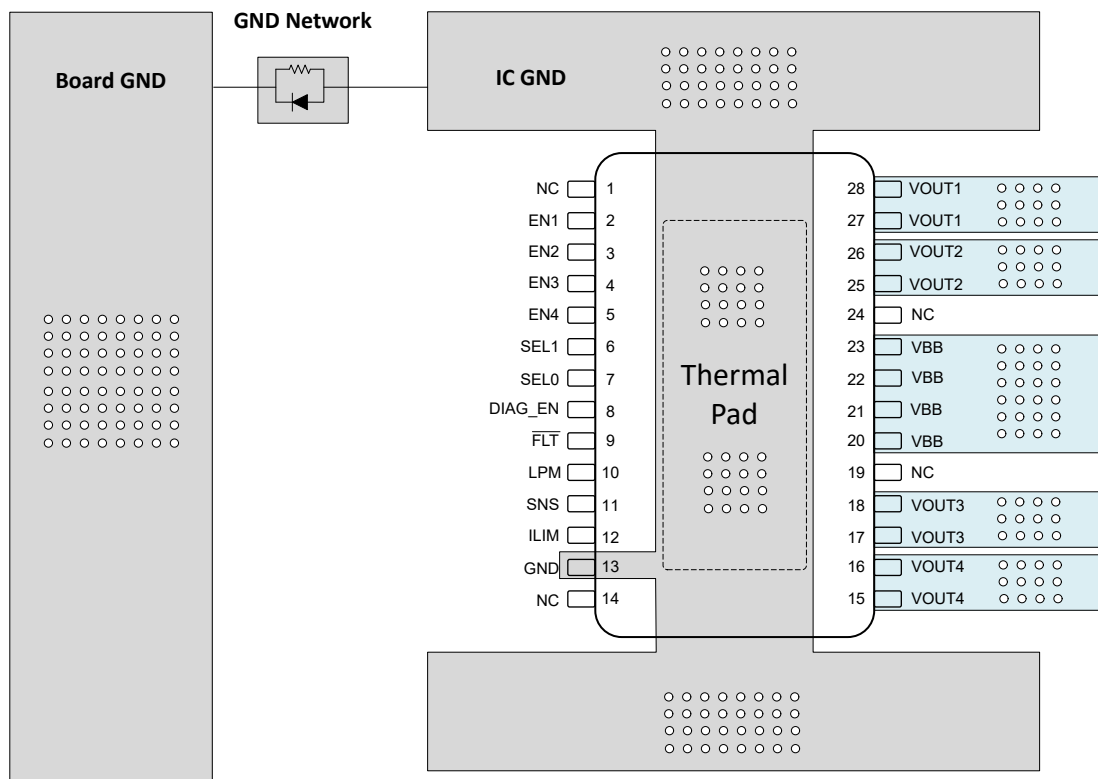 GND Network
Board GND
IC GND
NC 1
EN1 2
EN2 3
EN3 4
EN4 5
SEL1 6
SEL0 7
DIAG_EN 8
FLT 9
LPM 10
SNS 11
ILIM 12
GND 13
NC 14
Thermal
Pad
28 VOUT1
27 VOUT1
26 VOUT2
25 VOUT2
24 NC
23 VBB
22 VBB
21 VBB
20 VBB
19 NC
18 VOUT3
17 VOUT3
16 VOUT4
15 VOUT4